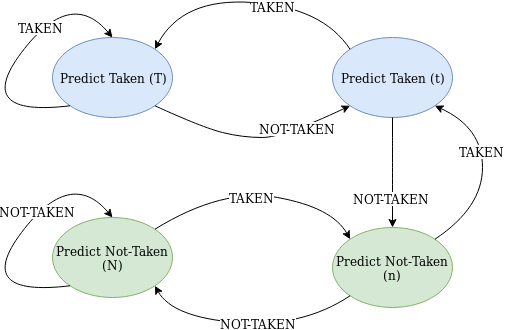 TAKEN
TAKEN
Predict Taken (T)
Predict Taken (t)
NOT-TAKEN
TAKEN
NOT-TAKEN
TAKEN
NOT-TAKEN
Predict Not-Taken
(N)
Predict Not-Taken
(n)
NOT-TAKEN